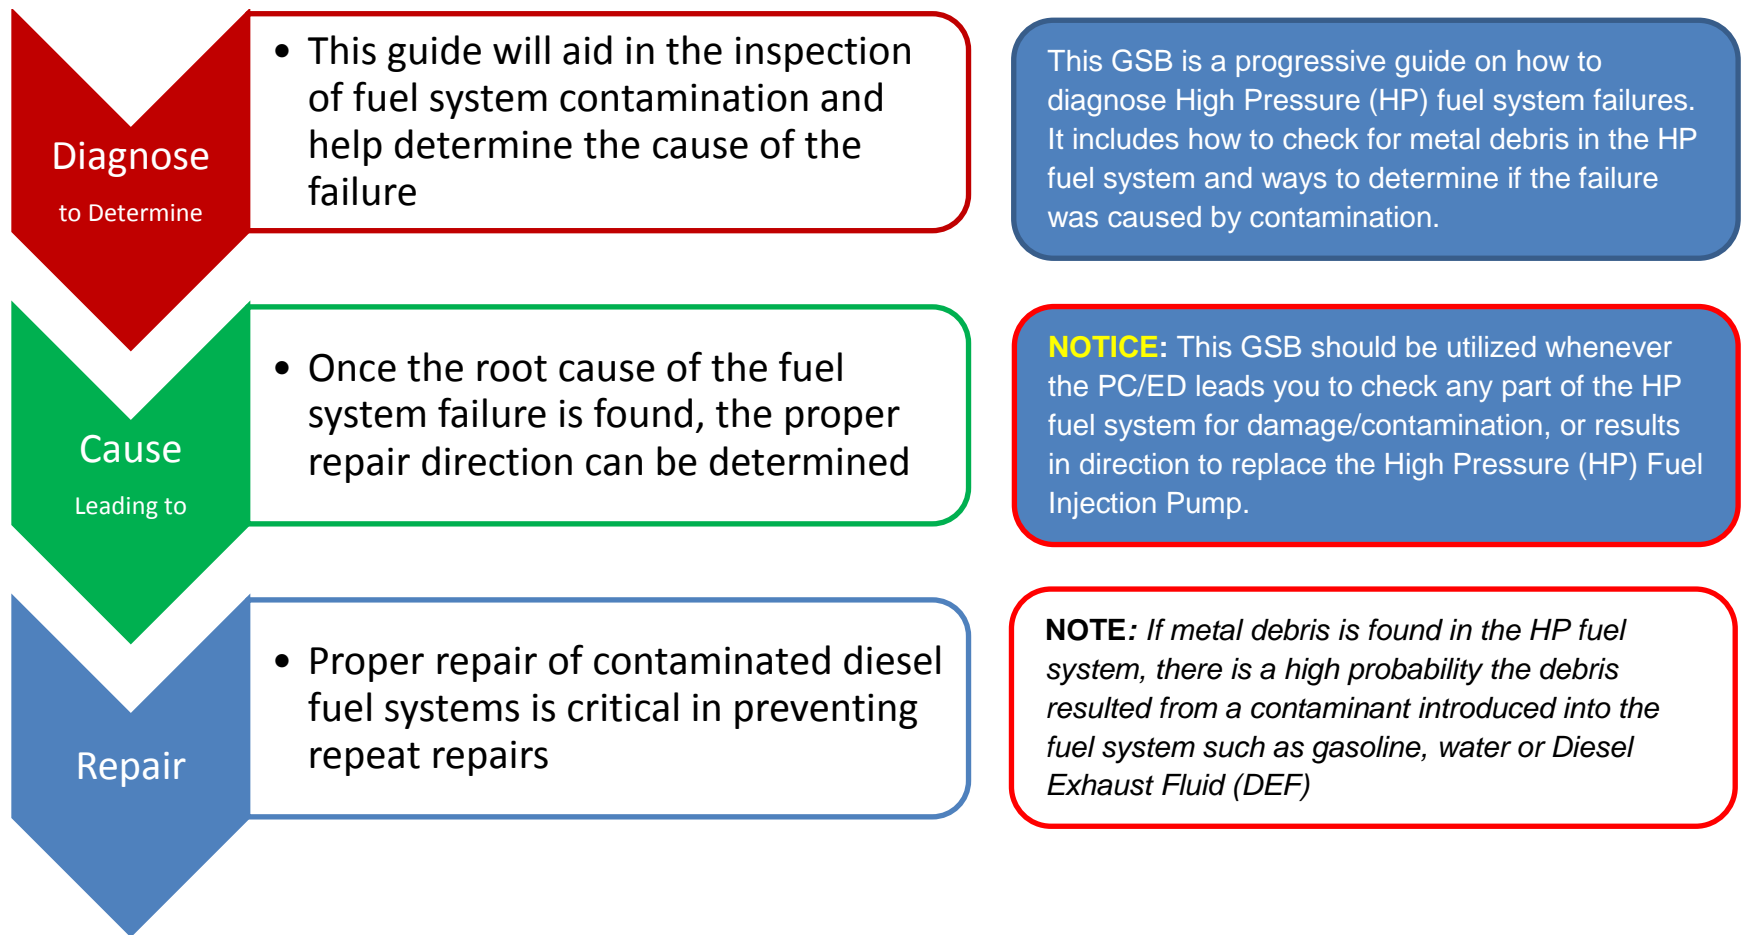 Diagnose
to Determine
• This guide will aid in the inspection
of fuel system contamination and
help determine the cause of the
failure
This GSB is a progressive guide on how to
diagnose High Pressure (HP) fuel system failures.
It includes how to check for metal debris in the HP
fuel system and ways to determine if the failure
was caused by contamination.
Cause
Leading to
• Once the root cause of the fuel
system failure is found, the proper
repair direction can be determined
NOTICE: This GSB should be utilized whenever
the PC/ED leads you to check any part of the HP
fuel system for damage/contamination, or results
in direction to replace the High Pressure (HP) Fuel
Injection Pump.
Repair
• Proper repair of contaminated diesel
fuel systems is critical in preventing
repeat repairs
NOTE: If metal debris is found in the HP fuel
system, there is a high probability the debris
resulted from a contaminant introduced into the
fuel system such as gasoline, water or Diesel
Exhaust Fluid (DEF)